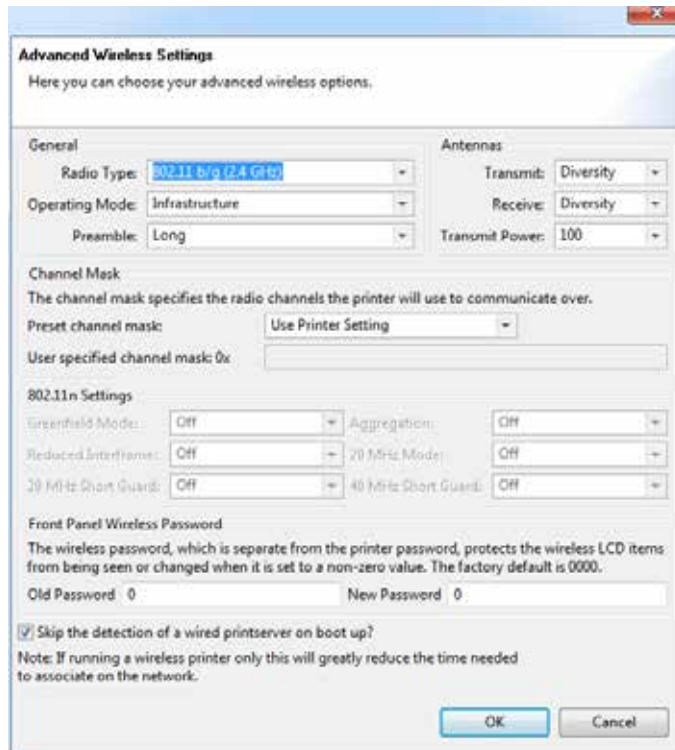 Advanced Wireless Settings
Here you can choose your advanced wireless options.
General
Radio Type: 802.11 b/g (2.4 GHz)
Operating Mode: Infrastructure
Preamble: Long
Antennas
Transmit: Diversity
Receive: Diversity
Transmit Power: 100
Channel Mask
The channel mask specifies the radio channels the printer will use to communicate over.
Preset channel mask: Use Printer Setting
User specified channel mask: 0x
802.11n Settings
Greenfield Mode: Off Aggregation: Off
Reduced Interframe: Off 20 MHz Mode: Off
20 MHz Short Guard: Off 40 MHz Short Guard: Off
Front Panel Wireless Password
The wireless password, which is separate from the printer password, protects the wireless LCD items
from being seen or changed when it is set to a non-zero value. The factory default is 0000.
Old Password 0 New Password 0
Skip the detection of a wired printserver on boot up?
Note: If running a wireless printer only this will greatly reduce the time needed
to associate on the network.
OK Cancel